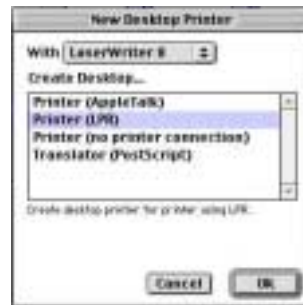 New Desktop Printer
With LaserWriter 8
Create Desktop...
Printer (AppleTalk)
Printer (LPR)
Printer (no printer connection)
Translator (PostScript)
Create desktop printer for printer using LPR.
Cancel OK